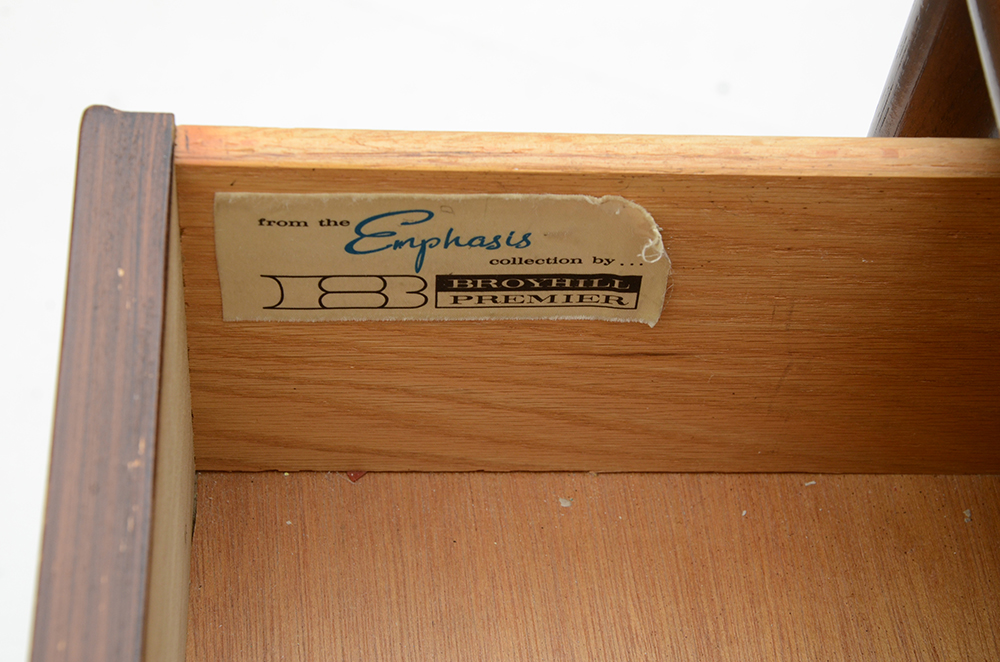 from the Emphasis
collection by...
B BROYHILL
PREMIER